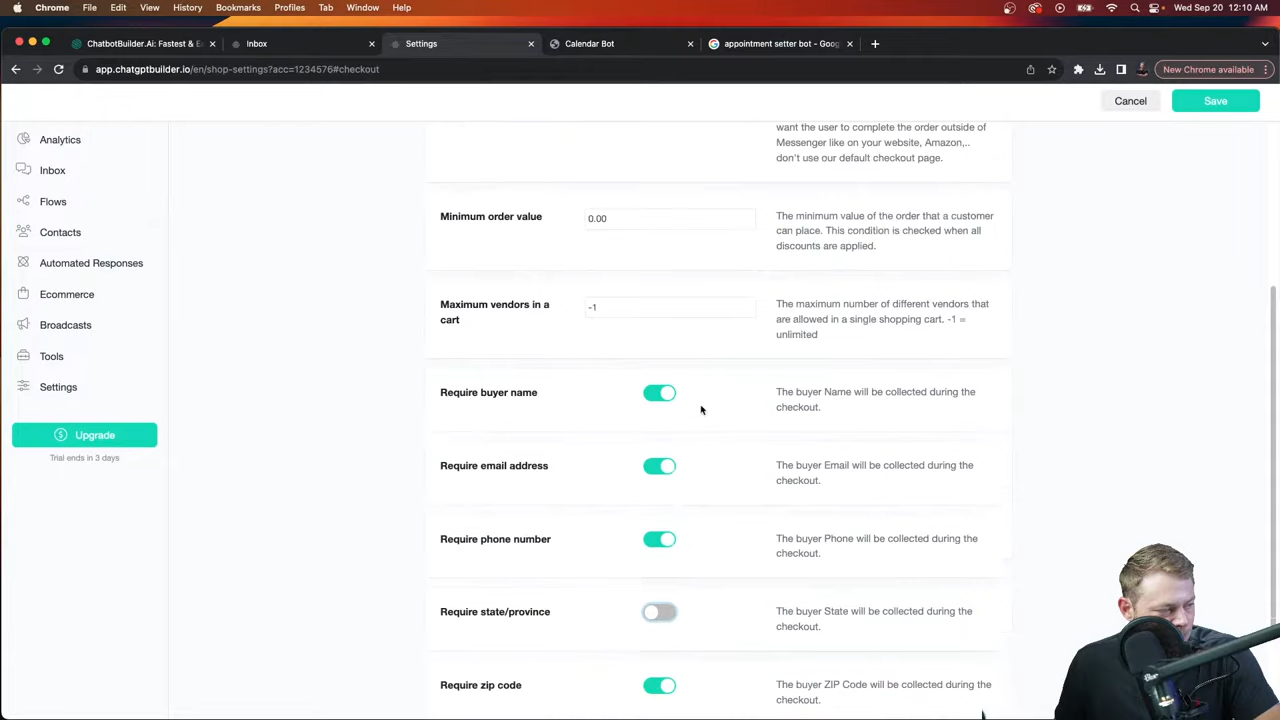 Chrome File Edit View History Bookmarks Profiles Tab Window Help Wed Sep 20 12:10 AM
ChatbotBuilder.Ai: Fastest & E Inbox Settings Calendar Bot appointment setter bot - Goog
app.chatgptbuilder.io/en/shop-settings?acc=1234576#checkout New Chrome available
Cancel Save
Analytics
Inbox
Flows
Contacts
Automated Responses
Ecommerce
Broadcasts
Tools
Settings
Upgrade
Trial ends in 3 days
want the user to complete the order outside of
Messenger like on your website, Amazon,..
don't use our default checkout page.
Minimum order value
0.00
The minimum value of the order that a customer
can place. This condition is checked when all
discounts are applied.
Maximum vendors in a
cart
-1
The maximum number of different vendors that
are allowed in a single shopping cart. -1 =
unlimited
Require buyer name
The buyer Name will be collected during the
checkout.
Require email address
The buyer Email will be collected during the
checkout.
Require phone number
The buyer Phone will be collected during the
checkout.
Require state/province
The buyer State will be collected during the
checkout.
Require zip code
The buyer ZIP Code will be collected during the
checkout.